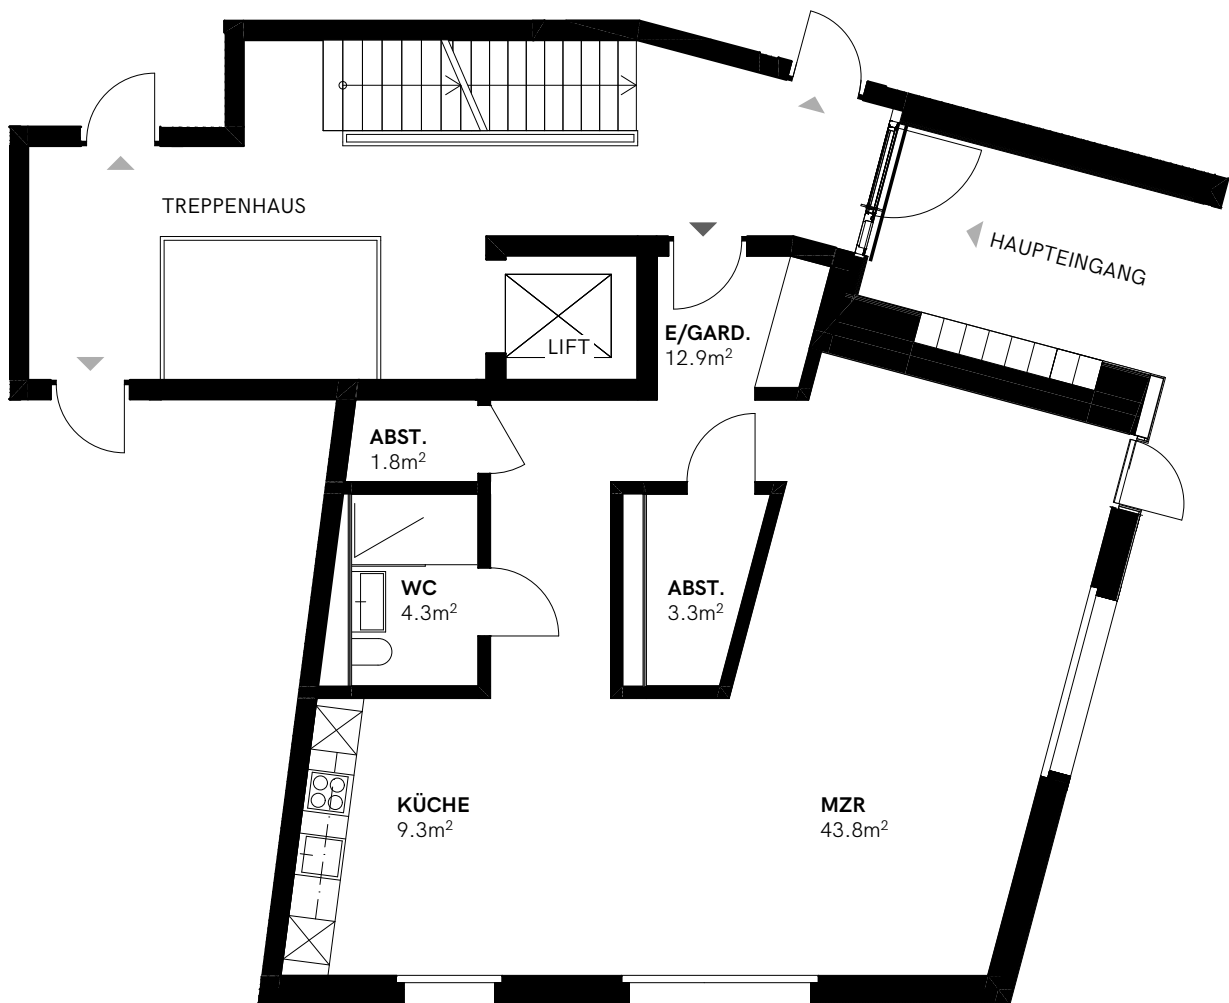 TREPPENHAUS
HAUPTEINGANG
LIFT
E/GARD.
12.9m²
ABST.
1.8m²
WC
4.3m²
ABST.
3.3m²
KÜCHE
9.3m²
MZR
43.8m²